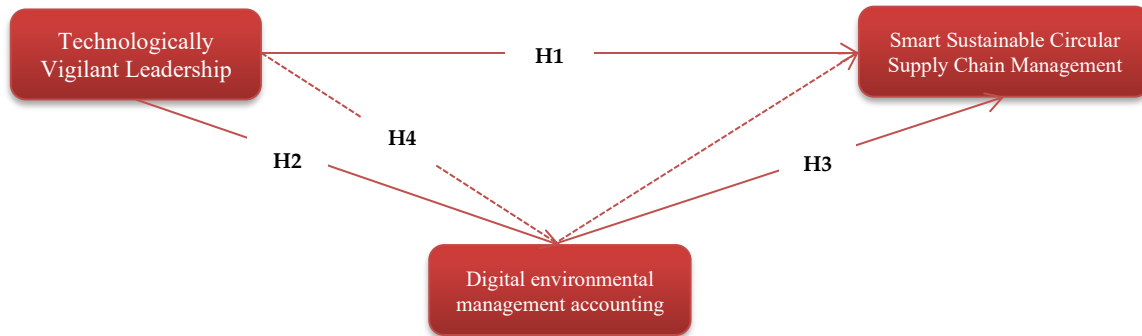 Technologically
Vigilant Leadership
H1
Smart Sustainable Circular
Supply Chain Management
H4
H2
H3
Digital environmental
management accounting